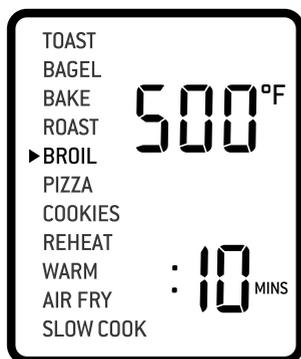 TOAST
BAGEL
BAKE
ROAST
BROIL
PIZZA
COOKIES
REHEAT
WARM
AIR FRY
SLOW COOK
500°F
:10 MINS